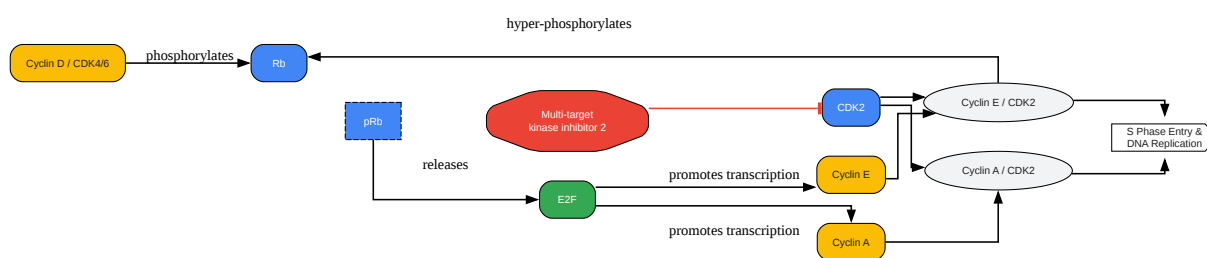 hyper-phosphorylates
Cyclin D / CDK4/6
phosphorylates
Rb
pRb
Multi-target
kinase inhibitor 2
CDK2
Cyclin E / CDK2
S Phase Entry &
DNA Replication
releases
promotes transcription
Cyclin E
Cyclin A / CDK2
E2F
promotes transcription
Cyclin A